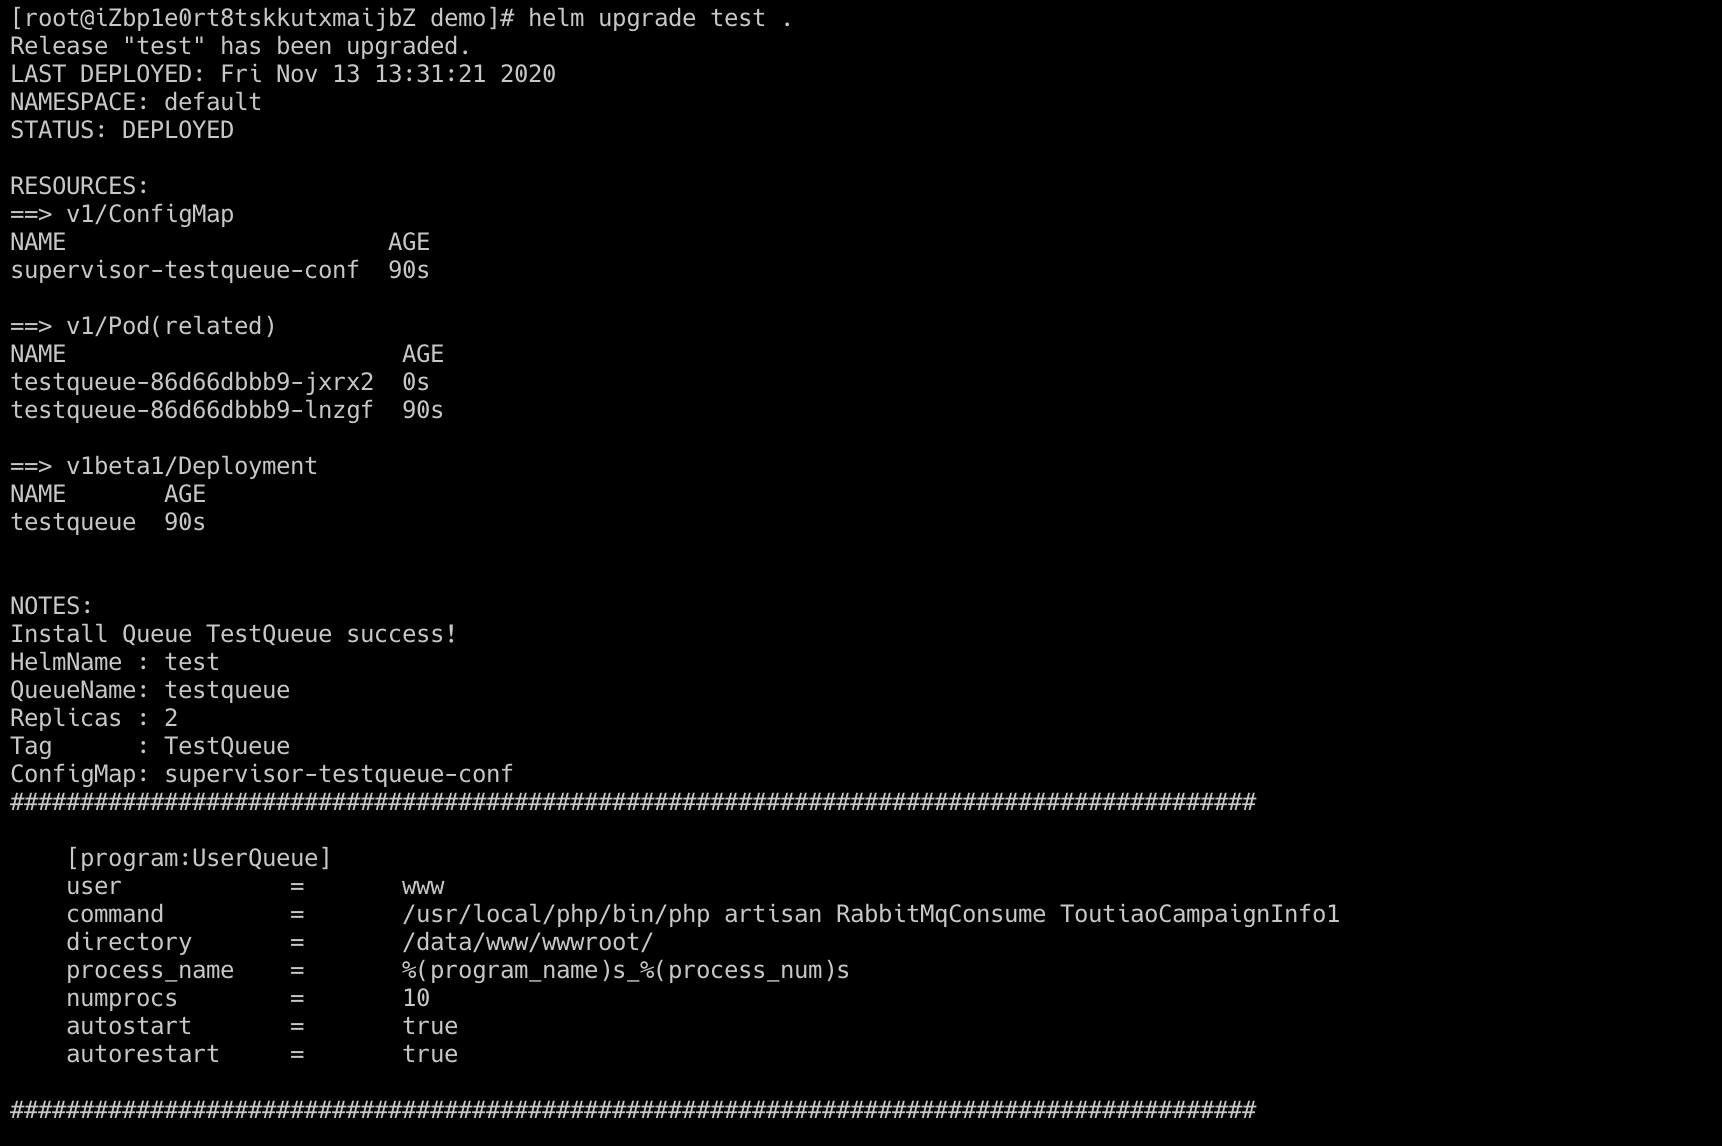 [root@iZbp1e0rt8tskkutxmaijbZ demo]# helm upgrade test .
Release "test" has been upgraded.
LAST DEPLOYED: Fri Nov 13 13:31:21 2020
NAMESPACE: default
STATUS: DEPLOYED
RESOURCES:
==> v1/ConfigMap
NAME                       AGE
supervisor-testqueue-conf  90s
==> v1/Pod(related)
NAME                        AGE
testqueue-86d66dbbb9-jxrx2  0s
testqueue-86d66dbbb9-lnzgf  90s
==> v1beta1/Deployment
NAME       AGE
testqueue  90s
NOTES:
Install Queue TestQueue success!
HelmName : test
QueueName: testqueue
Replicas : 2
Tag      : TestQueue
ConfigMap: supervisor-testqueue-conf
#########################################################################################
    [program:UserQueue]
    user            =       www
    command         =       /usr/local/php/bin/php artisan RabbitMqConsume ToutiaoCampaignInfo1
    directory       =       /data/www/wwwroot/
    process_name    =       %(program_name)s_%(process_num)s
    numprocs        =       10
    autostart       =       true
    autorestart     =       true
#########################################################################################